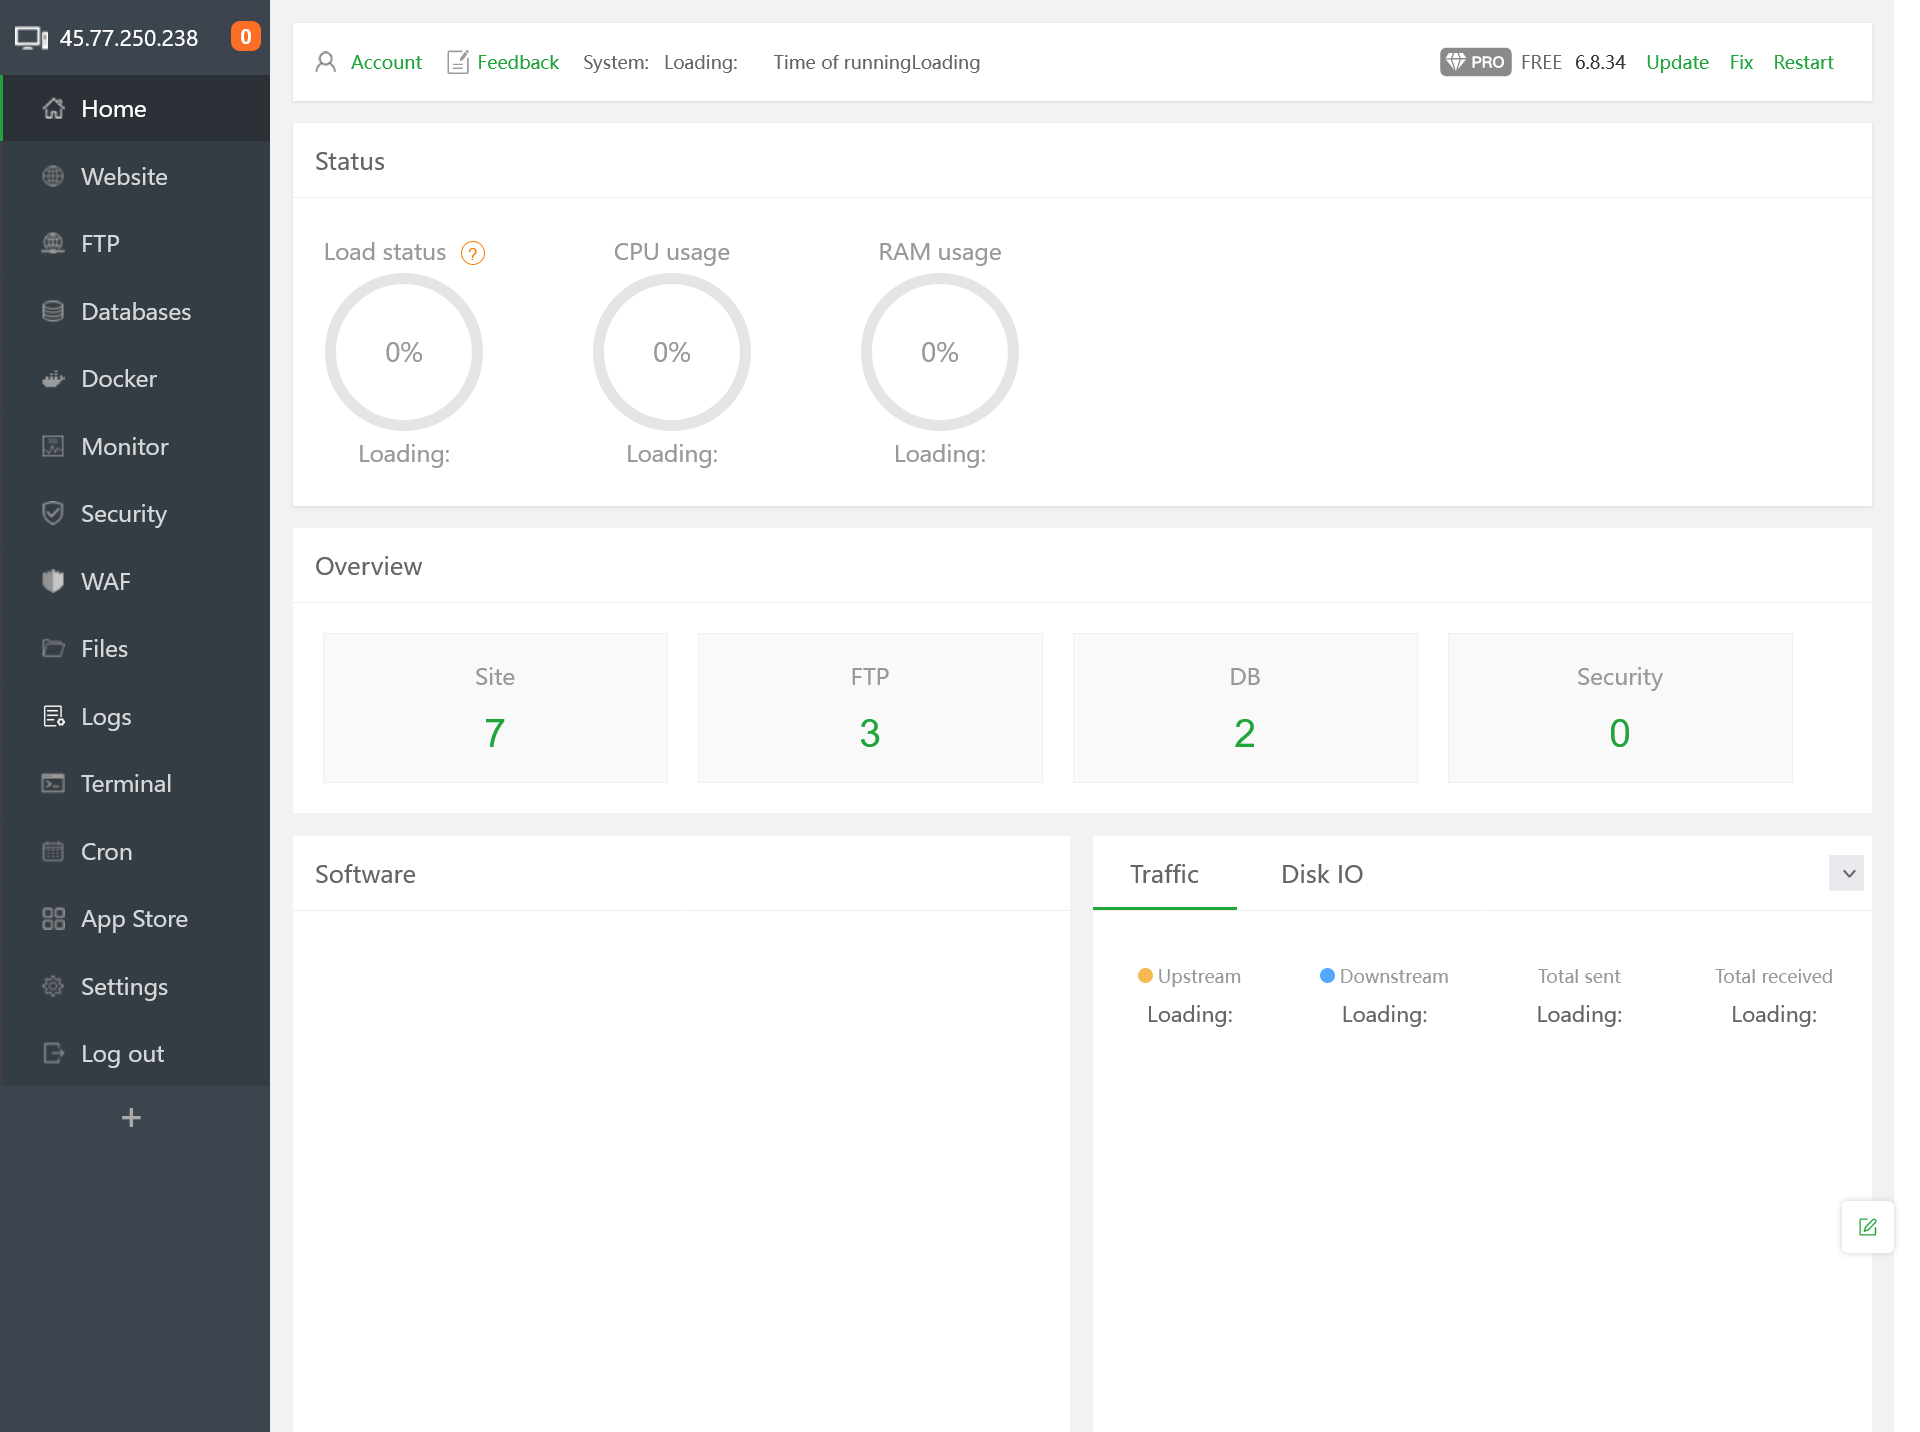 45.77.250.238 0
Home
Website
FTP
Databases
Docker
Monitor
Security
WAF
Files
Logs
Terminal
Cron
App Store
Settings
Log out
Account Feedback System: Loading: Time of runningLoading PRO FREE 6.8.34 Update Fix Restart
Status
Load status ? CPU usage RAM usage
0% 0% 0%
Loading: Loading: Loading:
Overview
Site FTP DB Security
7 3 2 0
Software
Traffic Disk IO
Upstream Downstream Total sent Total received
Loading: Loading: Loading: Loading: